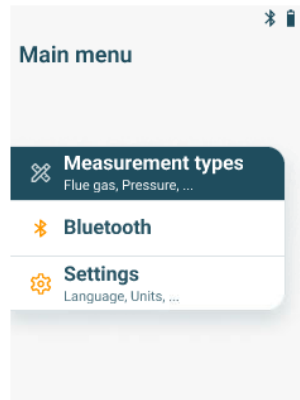 Main menu
Measurement types
Flue gas, Pressure, ...
Bluetooth
Settings
Language, Units, ...